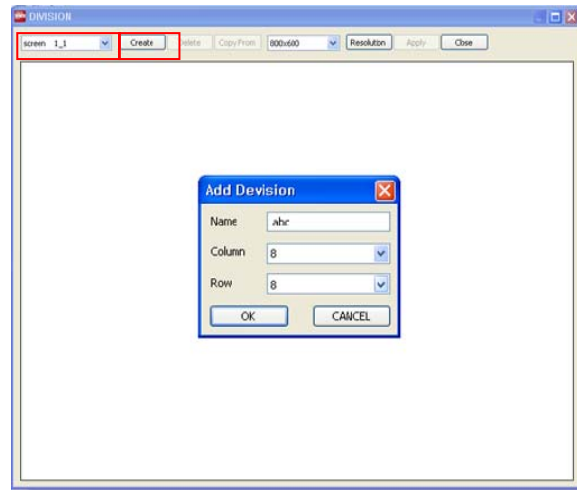 DIVISION
screen 1_1 Create Delete Copy From 800x600 Resolution Apply Close
Add Devision
Name abc
Column 8
Row 8
OK CANCEL